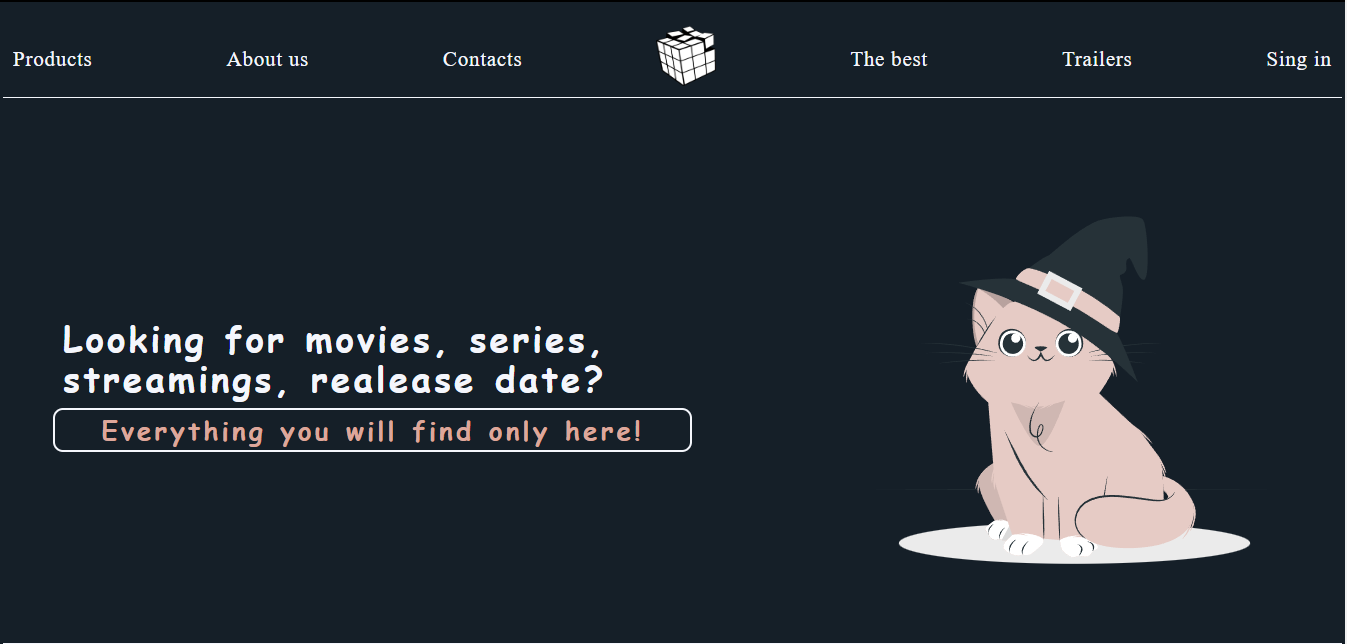 Products About us Contacts The best Trailers Sing in
Looking for movies, series,
streamings, realease date?
Everything you will find only here!